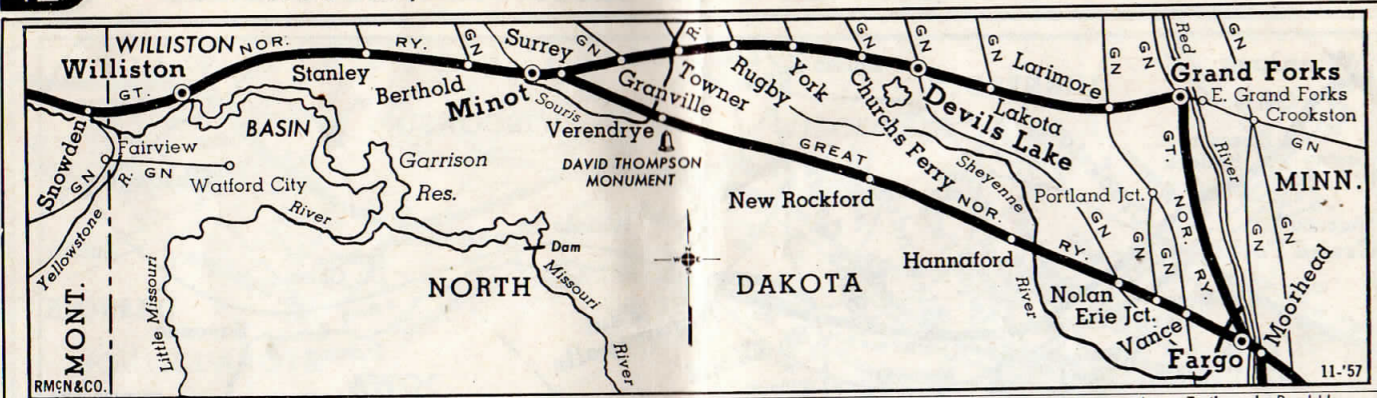 WILLISTON
BASIN
NOR.
RY.
GN
Surrey
GN
R.
GN
GN
GN
GN
GN
Red
River
GN
Williston
GT.
Stanley
Berthold
Minot
Souris
Granville
Towner
Rugby
York
Churchs Ferry
Devils Lake
Lakota
Larimore
Grand Forks
E. Grand Forks
Crookston
GN
Snowden
Fairview
GN
R.
GN
Watford City
Yellowstone
Garrison
Res.
Verendrye
DAVID THOMPSON
MONUMENT
GREAT
NOR.
RY.
New Rockford
Sheyenne
River
Portland Jct.
GN
GN
GN
GT.
NOR.
RY.
GN
GN
MINN.
River
Little Missouri
Dam
Missouri
River
NORTH
DAKOTA
Hannaford
Nolan
Erie Jct.
Vance
Fargo
Moorhead
MONT.
RMCN&CO.
11-'57